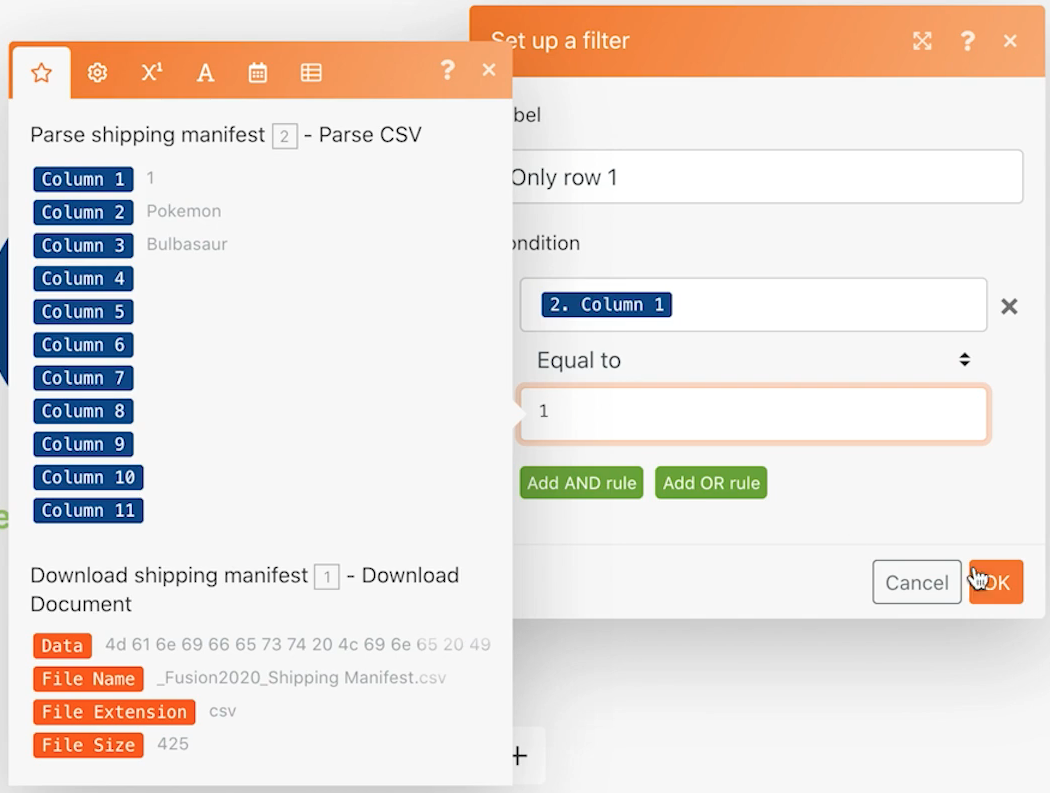 Set up a filter
?
A
?
Parse shipping manifest 2 - Parse CSV
Column 1 1
Column 2 Pokemon
Column 3 Bulbasaur
Column 4
Column 5
Column 6
Column 7
Column 8
Column 9
Column 10
Column 11
Download shipping manifest 1 - Download
Document
Data 4d 61 6e 69 66 65 73 74 20 4c 69 6e 65 20 49
File Name _Fusion2020_Shipping Manifest.csv
File Extension csv
File Size 425
bel
Only row 1
ondition
2. Column 1
Equal to
1
Add AND rule Add OR rule
Cancel OK